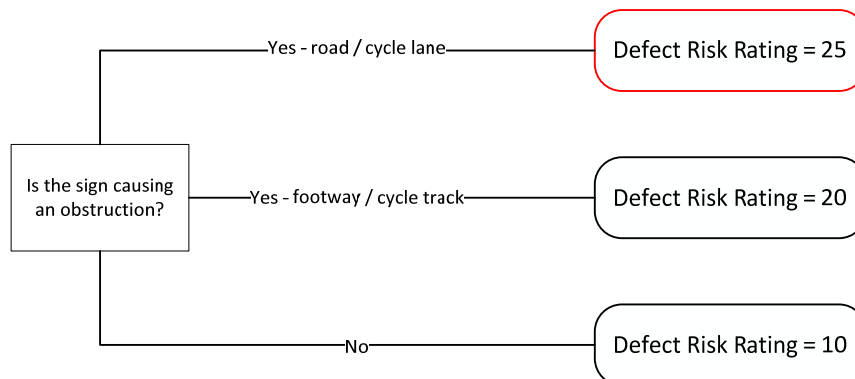 Yes - road / cycle lane
Defect Risk Rating = 25
Is the sign causing
an obstruction?
Yes - footway / cycle track
Defect Risk Rating = 20
No
Defect Risk Rating = 10